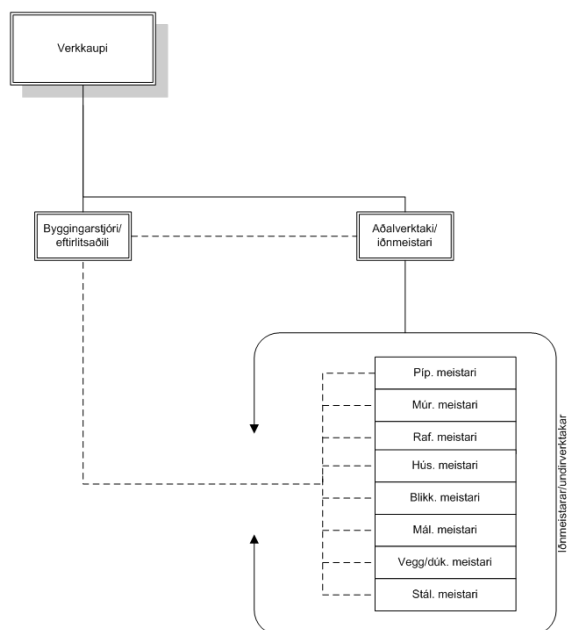 Verkkaupi
Byggingarstjóri/
eftirlitsaðili
Aðalverktaki/
iðnmeistari
Píp. meistari
Múr. meistari
Raf. meistari
Hús. meistari
Blikk. meistari
Mál. meistari
Vegg/dúk. meistari
Stál. meistari
Iðnmeistarar/undirverktakar